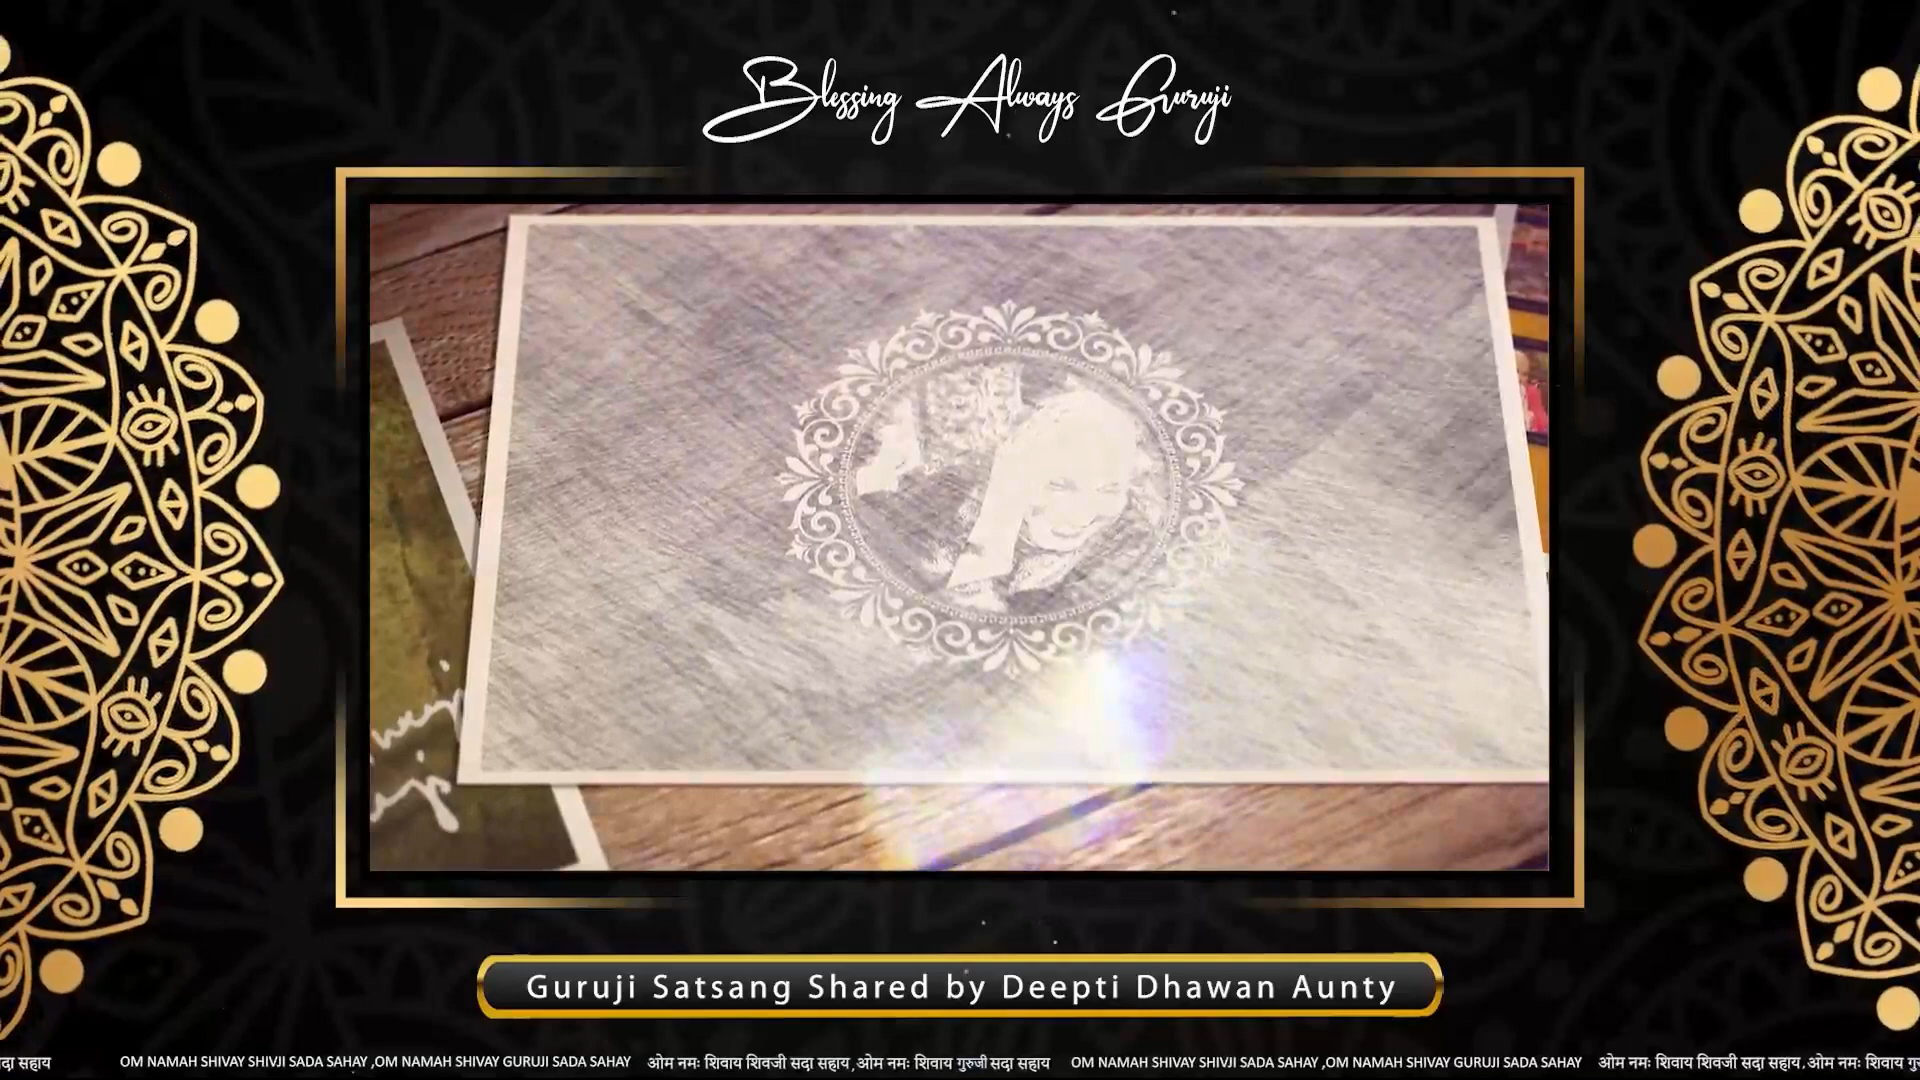 Blessing Always Guruji
Guruji Satsang Shared by Deepti Dhawan Aunty
सदा सहाय OM NAMAH SHIVAY SHIVJI SADA SAHAY ,OM NAMAH SHIVAY GURUJI SADA SAHAY ओम नमः शिवाय शिवजी सदा सहाय ,ओम नमः शिवाय गुरुजी सदा सहाय OM NAMAH SHIVAY SHIVJI SADA SAHAY ,OM NAMAH SHIVAY GURUJI SADA SAHAY ओम नमः शिवाय शिवजी सदा सहाय ,ओम नमः शिवाय